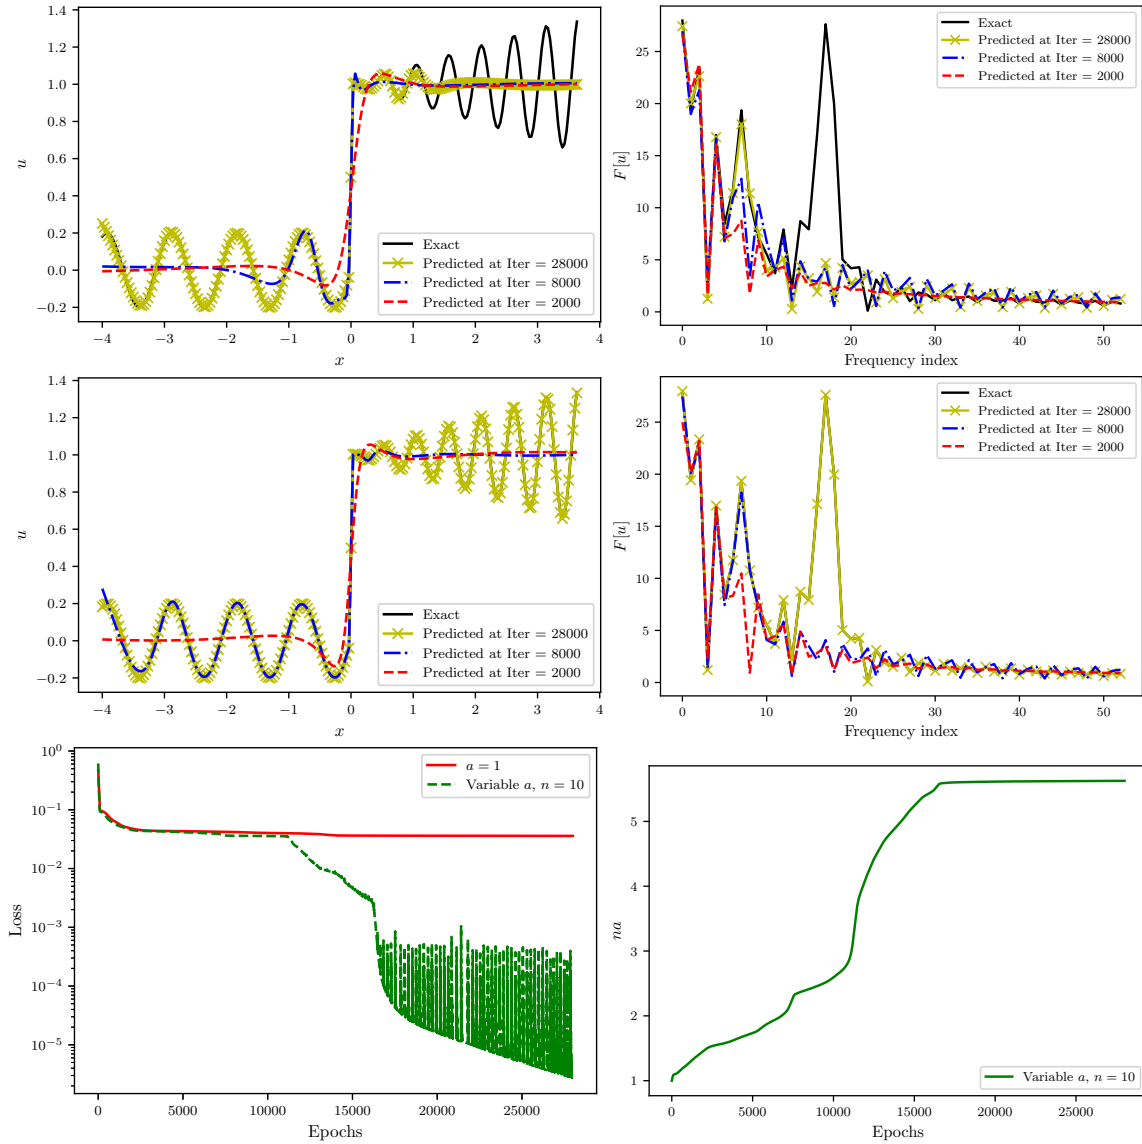 1.4
1.2
1.0
0.8
0.6
0.4
0.2
0.0
−0.2
u
−4 −3 −2 −1 0 1 2 3 4
x
Exact
Predicted at Iter = 28000
Predicted at Iter = 8000
Predicted at Iter = 2000
25
20
15
10
5
0
F[u]
0 10 20 30 40 50
Frequency index
Exact
Predicted at Iter = 28000
Predicted at Iter = 8000
Predicted at Iter = 2000
1.4
1.2
1.0
0.8
0.6
0.4
0.2
0.0
−0.2
u
−4 −3 −2 −1 0 1 2 3 4
x
Exact
Predicted at Iter = 28000
Predicted at Iter = 8000
Predicted at Iter = 2000
25
20
15
10
5
0
F[u]
0 10 20 30 40 50
Frequency index
Exact
Predicted at Iter = 28000
Predicted at Iter = 8000
Predicted at Iter = 2000
10⁰
10⁻¹
10⁻²
10⁻³
10⁻⁴
10⁻⁵
Loss
0 5000 10000 15000 20000 25000
Epochs
a = 1
Variable a, n = 10
5
4
3
2
1
na
0 5000 10000 15000 20000 25000
Epochs
Variable a, n = 10